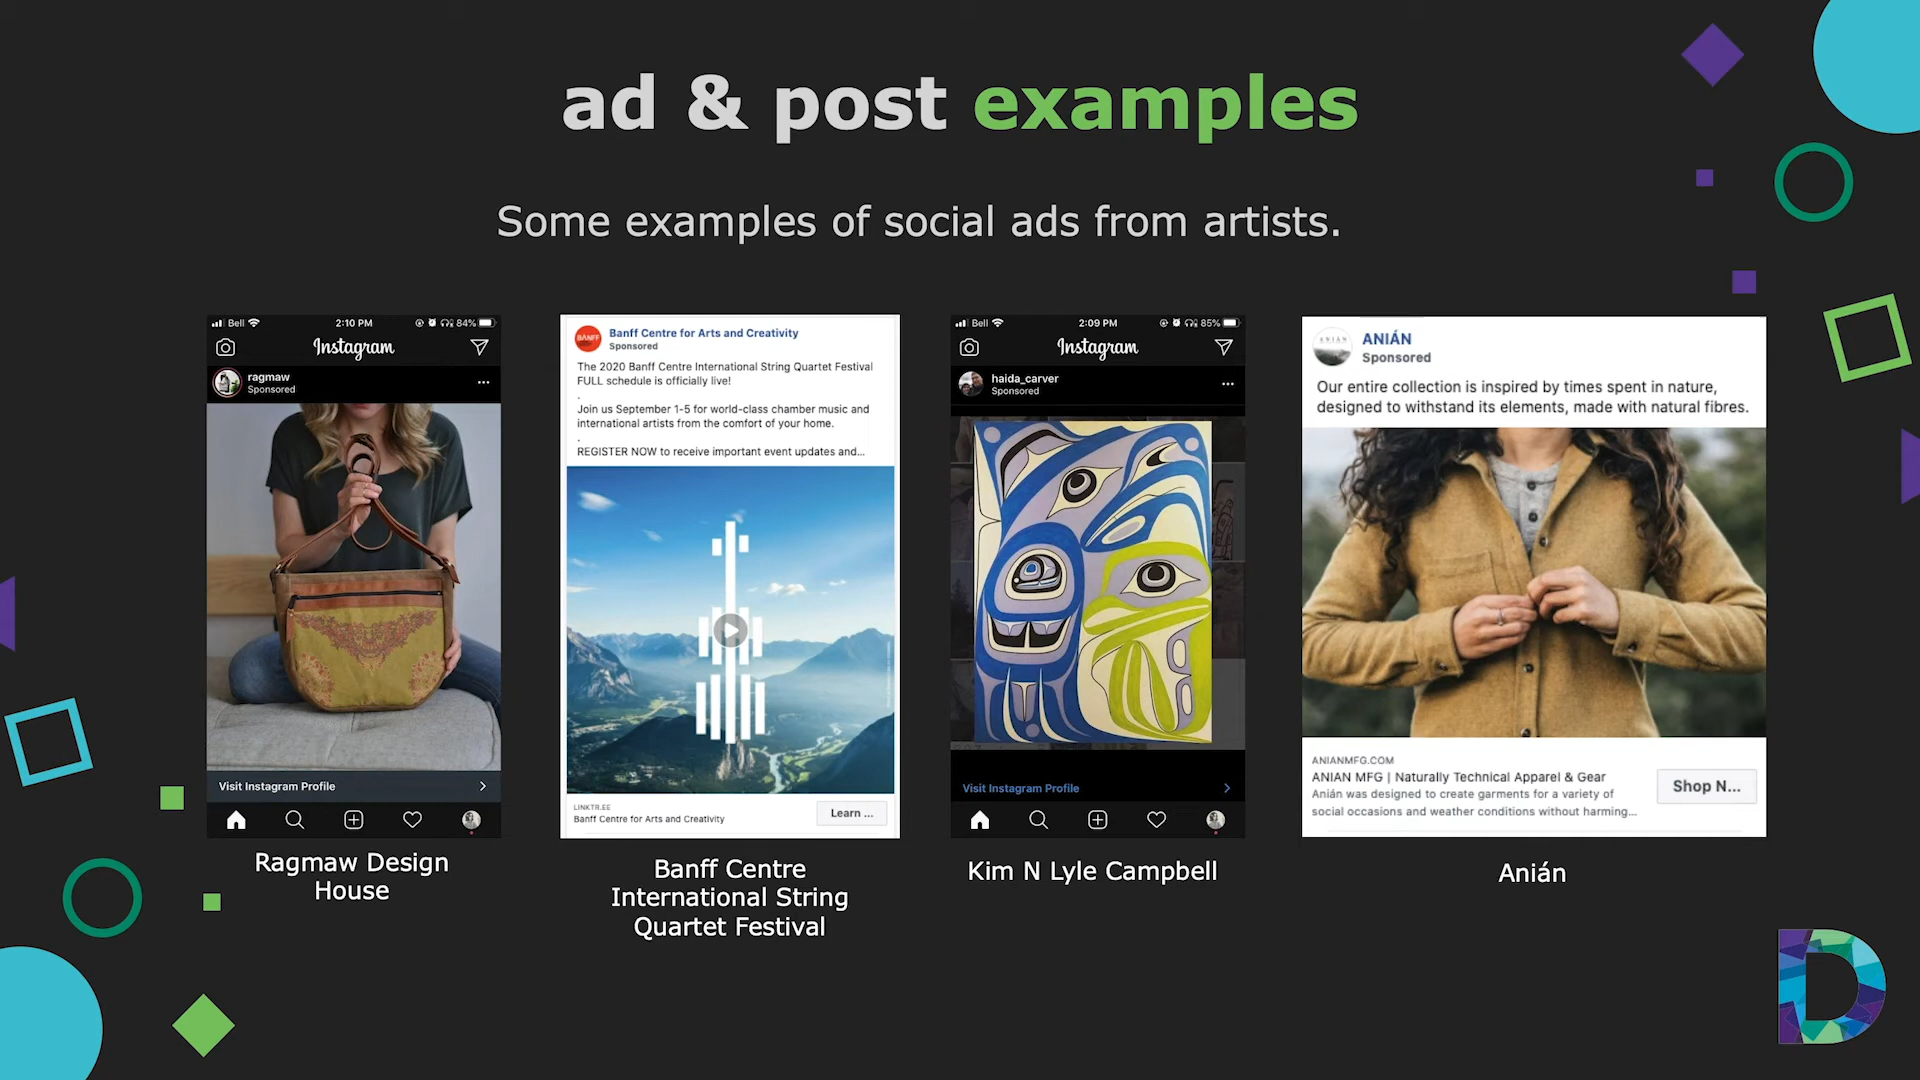 ad & post examples
Some examples of social ads from artists.
Bell 2:10 PM 84%
Instagram
ragmaw
Sponsored
Visit Instagram Profile
Ragmaw Design
House
BANFF
Banff Centre for Arts and Creativity
Sponsored
The 2020 Banff Centre International String Quartet Festival
FULL schedule is officially live!
.
Join us September 1-5 for world-class chamber music and
international artists from the comfort of your home.
.
REGISTER NOW to receive important event updates and...
LINKTR.EE
Banff Centre for Arts and Creativity
Learn ...
Banff Centre
International String
Quartet Festival
Bell 2:09 PM 85%
Instagram
haida_carver
Sponsored
Visit Instagram Profile
Kim N Lyle Campbell
ANIÁN
ANIÁN
Sponsored
Our entire collection is inspired by times spent in nature,
designed to withstand its elements, made with natural fibres.
ANIANMFG.COM
ANIAN MFG | Naturally Technical Apparel & Gear
Anián was designed to create garments for a variety of
social occasions and weather conditions without harming...
Shop N...
Anián
D